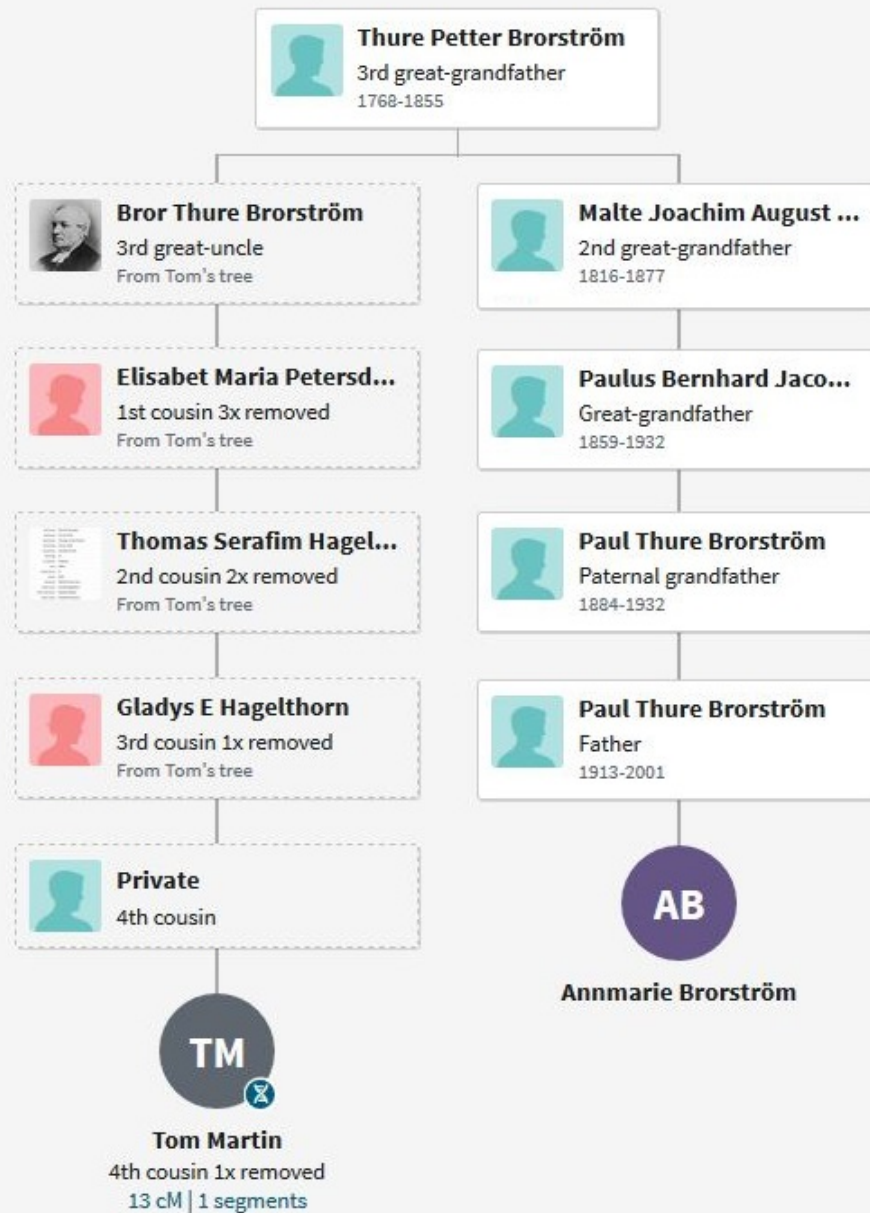 Thure Petter Brorström
3rd great-grandfather
1768-1855
Bror Thure Brorström
3rd great-uncle
From Tom's tree
Elisabet Maria Petersd...
1st cousin 3x removed
From Tom's tree
Thomas Serafim Hagel...
2nd cousin 2x removed
From Tom's tree
Gladys E Hagelthorn
3rd cousin 1x removed
From Tom's tree
Private
4th cousin
TM
Tom Martin
4th cousin 1x removed
13 cM | 1 segments
Malte Joachim August ...
2nd great-grandfather
1816-1877
Paulus Bernhard Jaco...
Great-grandfather
1859-1932
Paul Thure Brorström
Paternal grandfather
1884-1932
Paul Thure Brorström
Father
1913-2001
AB
Annmarie Brorström